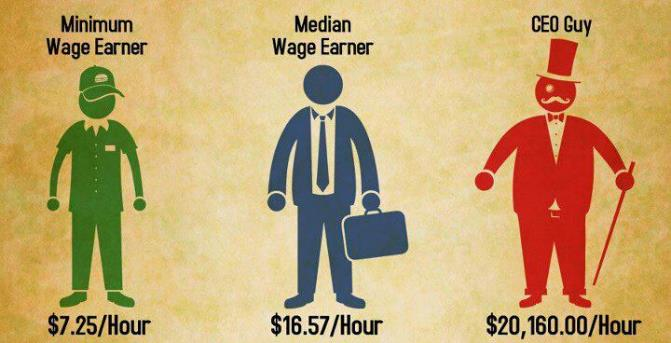 Minimum
Wage Earner
Median
Wage Earner
CEO Guy
$7.25/Hour
$16.57/Hour
$20,160.00/Hour